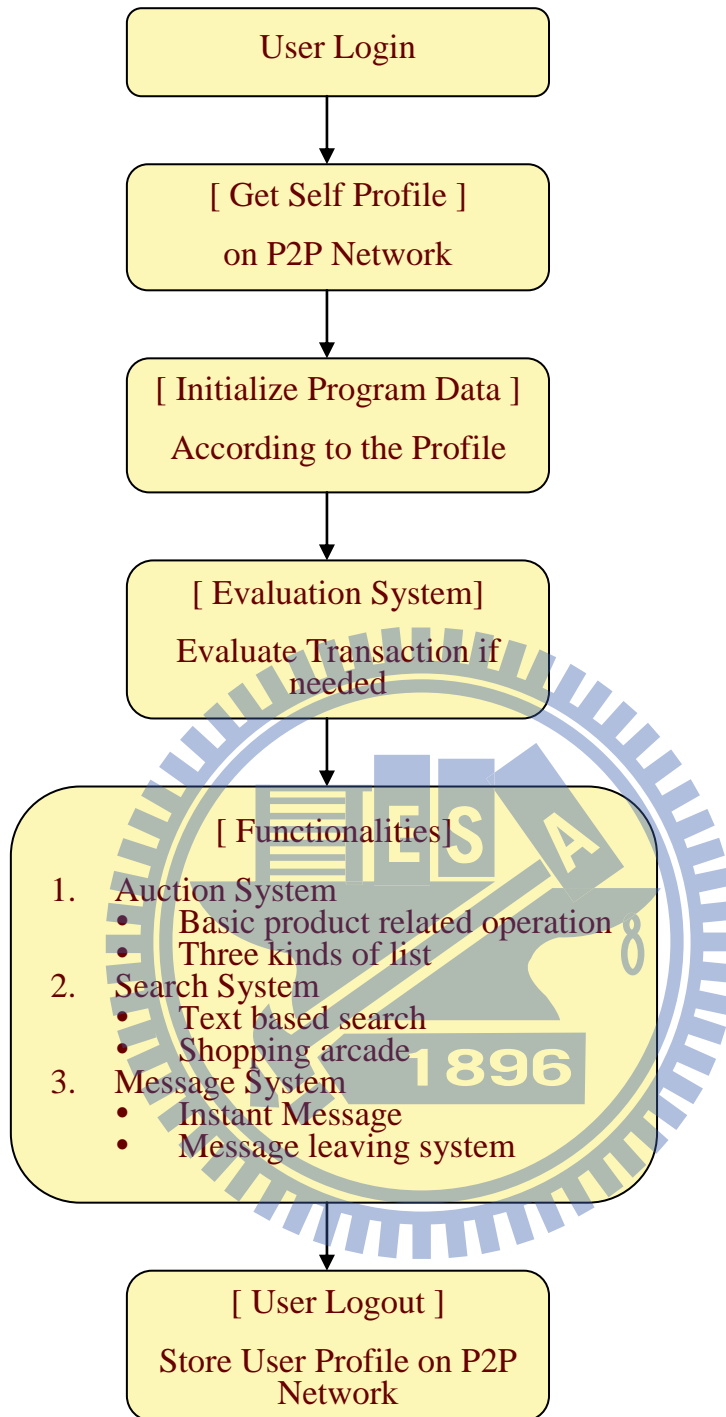 User Login
[ Get Self Profile ]
on P2P Network
[ Initialize Program Data ]
According to the Profile
[ Evaluation System]
Evaluate Transaction if
needed
[ Functionalities]
1. Auction System
• Basic product related operation
• Three kinds of list
2. Search System
• Text based search
• Shopping arcade
3. Message System
• Instant Message
• Message leaving system
[ User Logout ]
Store User Profile on P2P
Network
E S A
8
1896